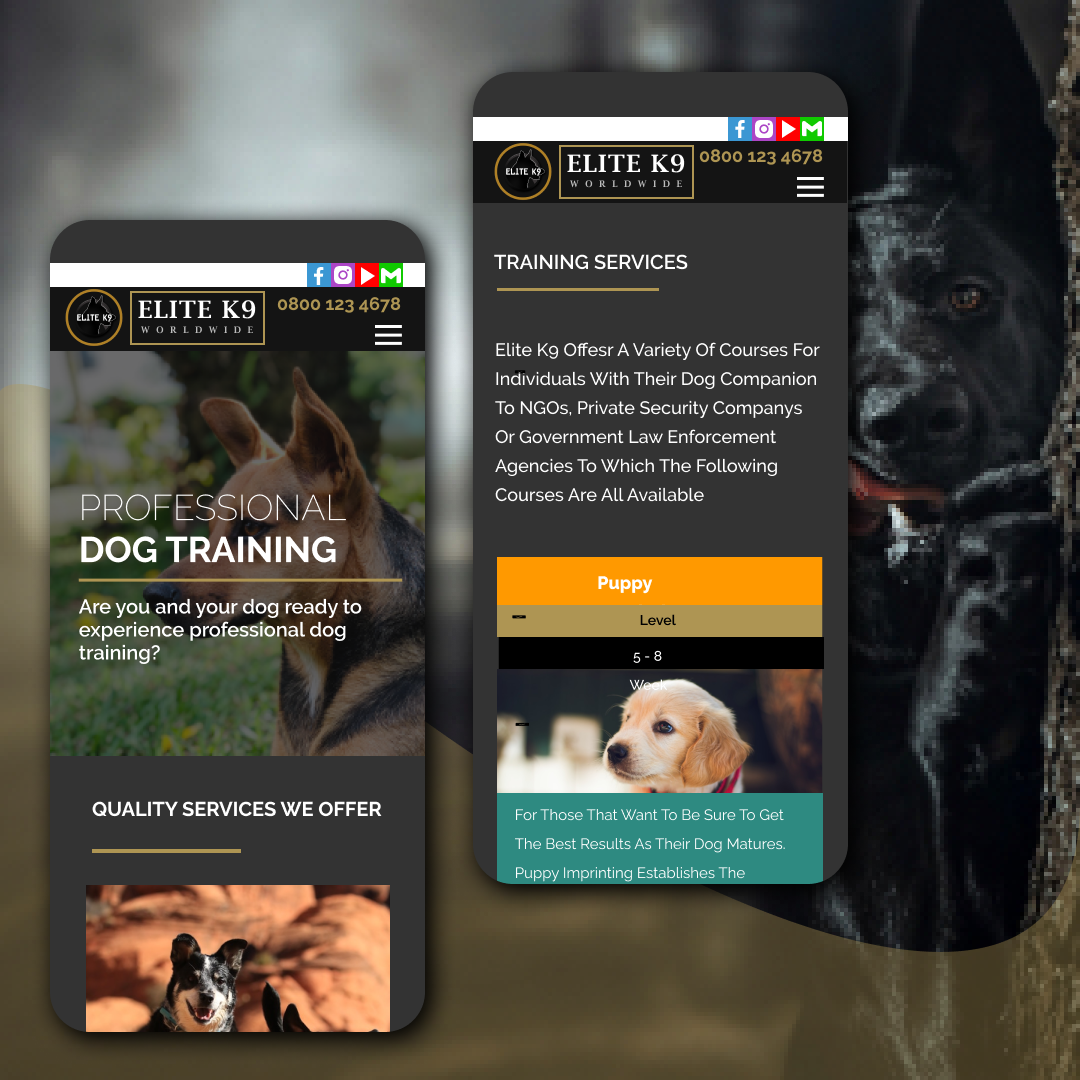 ELITE K9
ELITE K9
WORLDWIDE
0800 123 4678
PROFESSIONAL
DOG TRAINING
Are you and your dog ready to
experience professional dog
training?
QUALITY SERVICES WE OFFER
ELITE K9
ELITE K9
WORLDWIDE
0800 123 4678
TRAINING SERVICES
Elite K9 Offesr A Variety Of Courses For
Individuals With Their Dog Companion
To NGOs, Private Security Companys
Or Government Law Enforcement
Agencies To Which The Following
Courses Are All Available
Puppy
Level
5 - 8
Week
For Those That Want To Be Sure To Get
The Best Results As Their Dog Matures.
Puppy Imprinting Establishes The